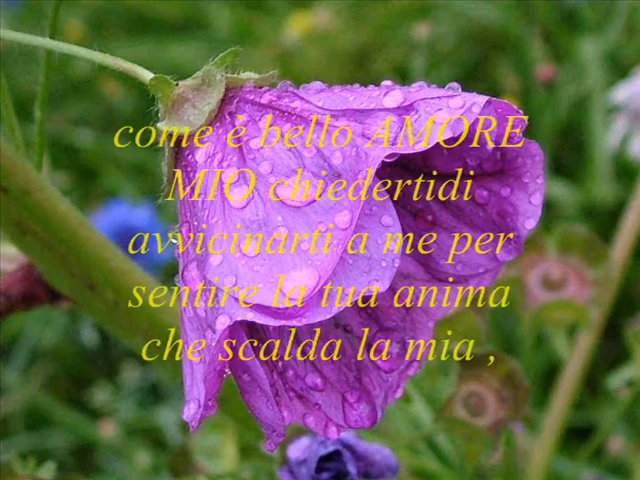 come è bello AMORE
MIO chiedertidi
avvicinarti a me per
sentire la tua anima
che scalda la mia ,